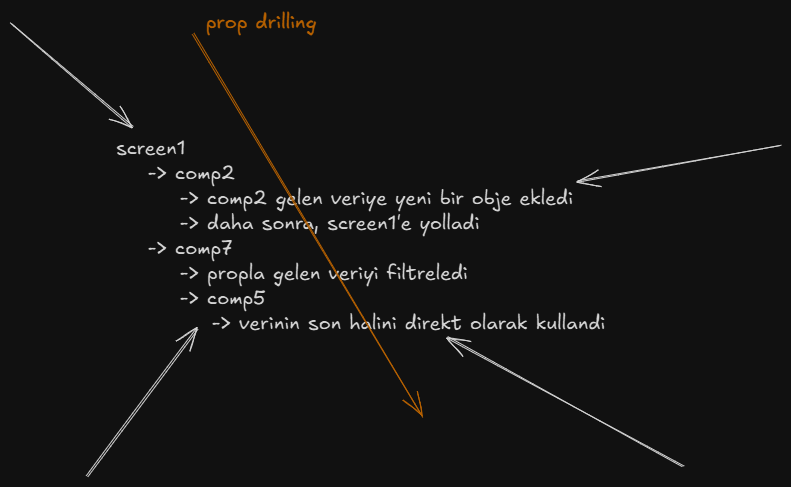 prop drilling
screen1
-> comp2
-> comp2 gelen veriye yeni bir obje ekledi
-> daha sonra, screen1'e yolladi
-> comp7
-> propla gelen veriyi filtreledi
-> comp5
-> verinin son halini direkt olarak kullandi